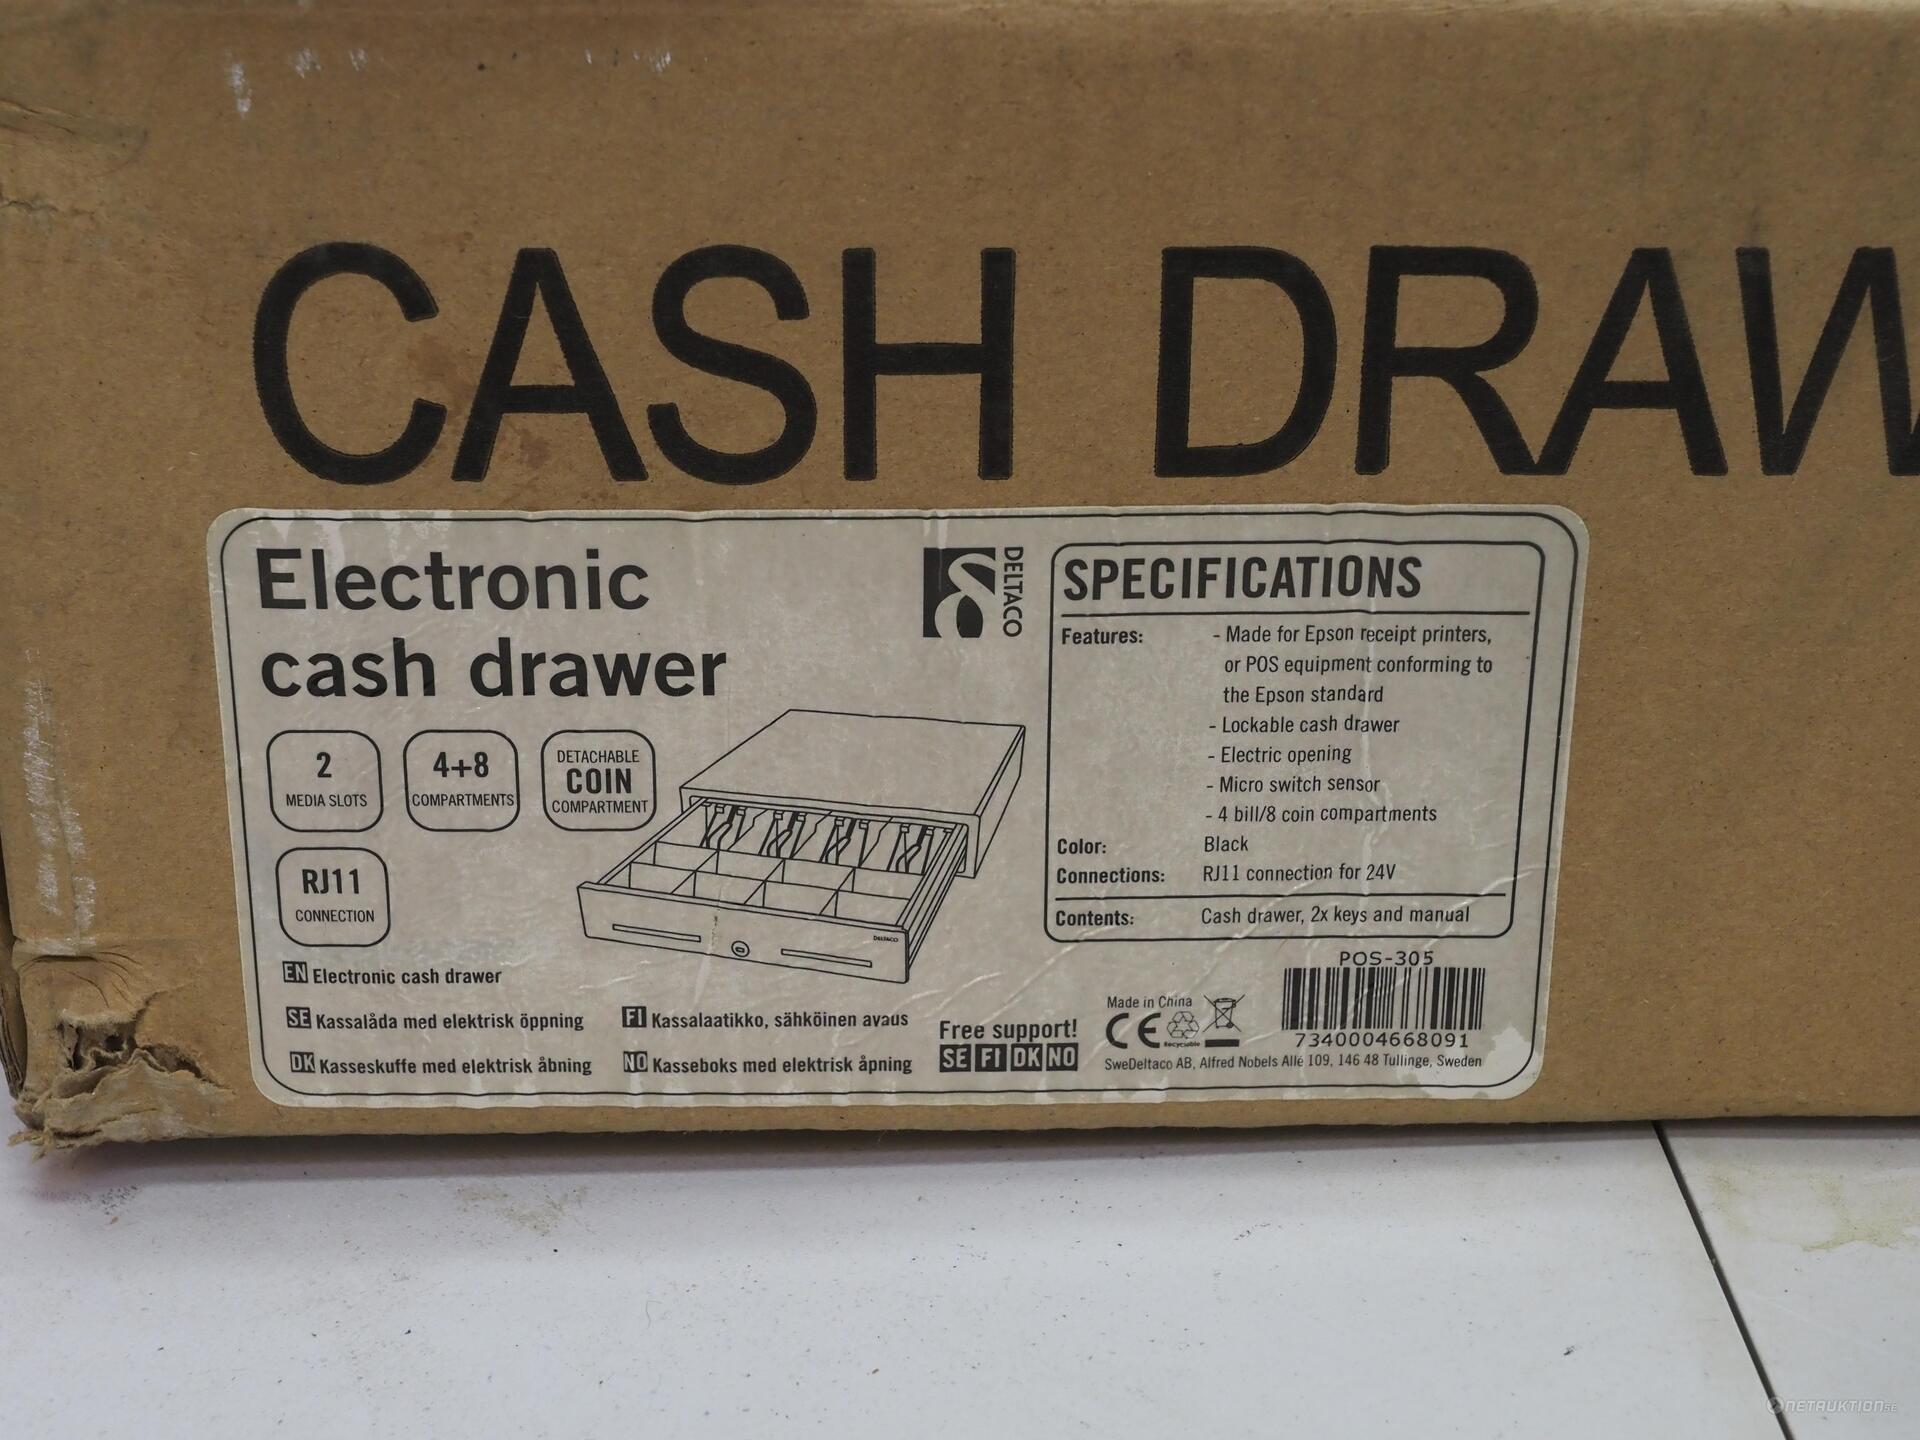 CASH DRAW
Electronic
cash drawer
DELTACO
2
MEDIA SLOTS
4+8
COMPARTMENTS
DETACHABLE
COIN
COMPARTMENT
RJ11
CONNECTION
DELTACO
EN Electronic cash drawer
SE Kassalåda med elektrisk öppning
FI Kassalaatikko, sähköinen avaus
DK Kasseskuffe med elektrisk åbning
NO Kasseboks med elektrisk åpning
Free support!
SE FI DK NO
SPECIFICATIONS
Features: - Made for Epson receipt printers,
or POS equipment conforming to
the Epson standard
- Lockable cash drawer
- Electric opening
- Micro switch sensor
- 4 bill/8 coin compartments
Color: Black
Connections: RJ11 connection for 24V
Contents: Cash drawer, 2x keys and manual
POS-305
Made in China
CE
Recyclable
7340004668091
SweDeltaco AB, Alfred Nobels Allé 109, 146 48 Tullinge, Sweden
NETAUKTION.SE